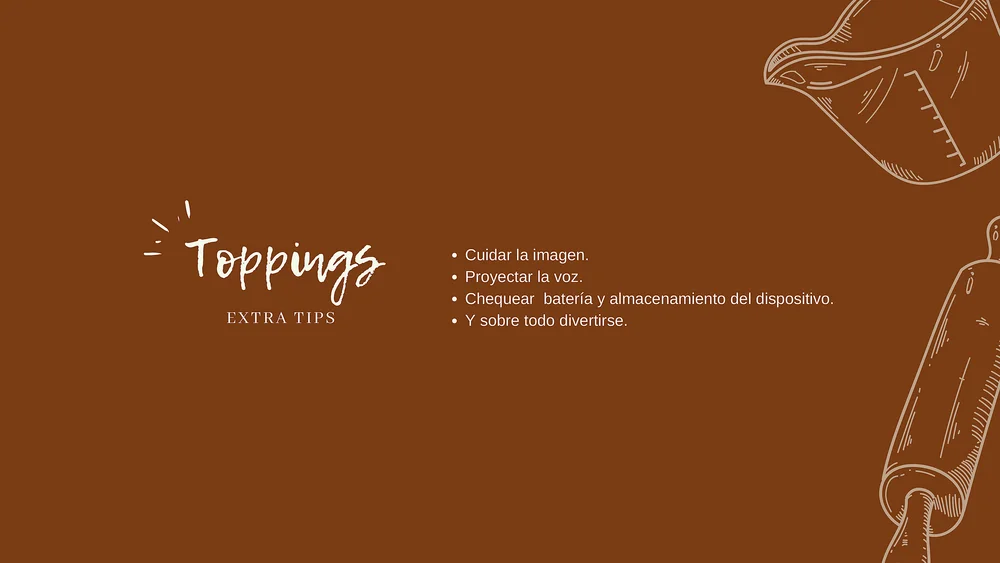 Toppings
EXTRA TIPS
• Cuidar la imagen.
• Proyectar la voz.
• Chequear  batería y almacenamiento del dispositivo.
• Y sobre todo divertirse.